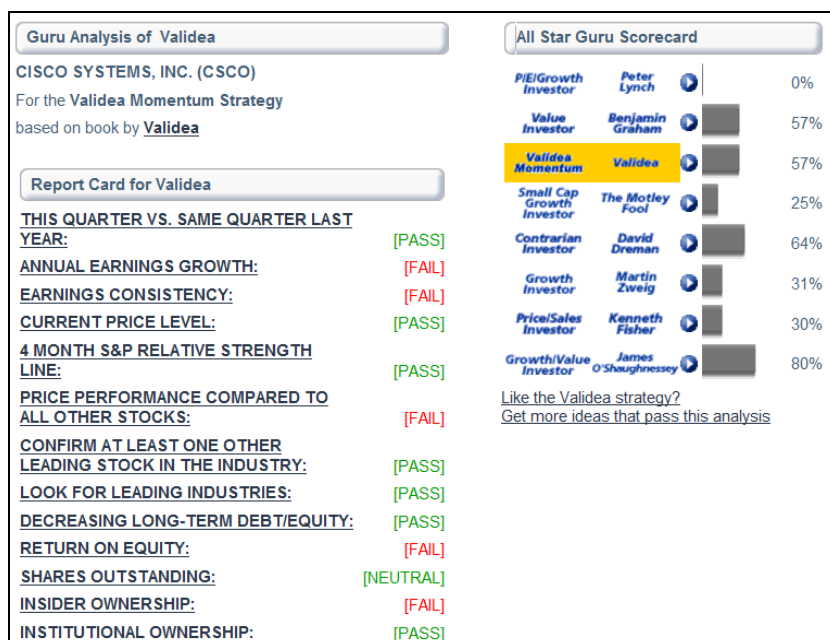 Guru Analysis of Validea
CISCO SYSTEMS, INC. (CSCO)
For the Validea Momentum Strategy
based on book by Validea
Report Card for Validea
THIS QUARTER VS. SAME QUARTER LAST
YEAR: [PASS]
ANNUAL EARNINGS GROWTH: [FAIL]
EARNINGS CONSISTENCY: [FAIL]
CURRENT PRICE LEVEL: [PASS]
4 MONTH S&P RELATIVE STRENGTH
LINE: [PASS]
PRICE PERFORMANCE COMPARED TO
ALL OTHER STOCKS: [FAIL]
CONFIRM AT LEAST ONE OTHER
LEADING STOCK IN THE INDUSTRY: [PASS]
LOOK FOR LEADING INDUSTRIES: [PASS]
DECREASING LONG-TERM DEBT/EQUITY: [PASS]
RETURN ON EQUITY: [FAIL]
SHARES OUTSTANDING: [NEUTRAL]
INSIDER OWNERSHIP: [FAIL]
INSTITUTIONAL OWNERSHIP: [PASS]
All Star Guru Scorecard
P/E/Growth Peter
Investor Lynch 0%
Value Benjamin
Investor Graham 57%
Validea
Momentum Validea 57%
Small Cap
Growth The Motley
Investor Fool 25%
Contrarian David
Investor Dreman 64%
Growth Martin
Investor Zweig 31%
Price/Sales Kenneth
Investor Fisher 30%
Growth/Value James
Investor O'Shaughnessey 80%
Like the Validea strategy?
Get more ideas that pass this analysis